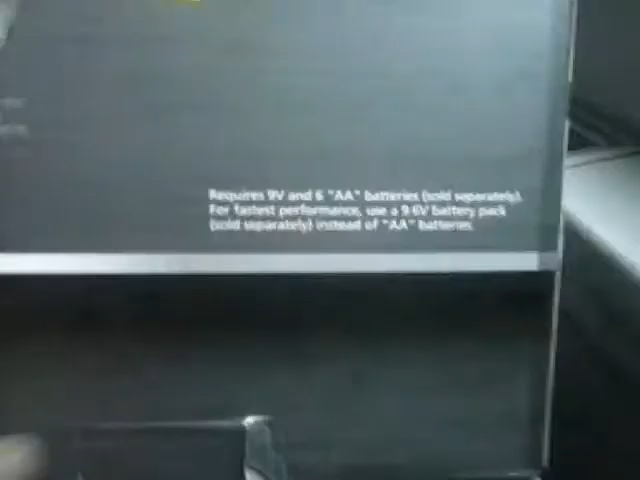 Requires 9V and 6 "AA" batteries (sold separately).
For fastest performance, use a 9.6V battery pack
(sold separately) instead of "AA" batteries.